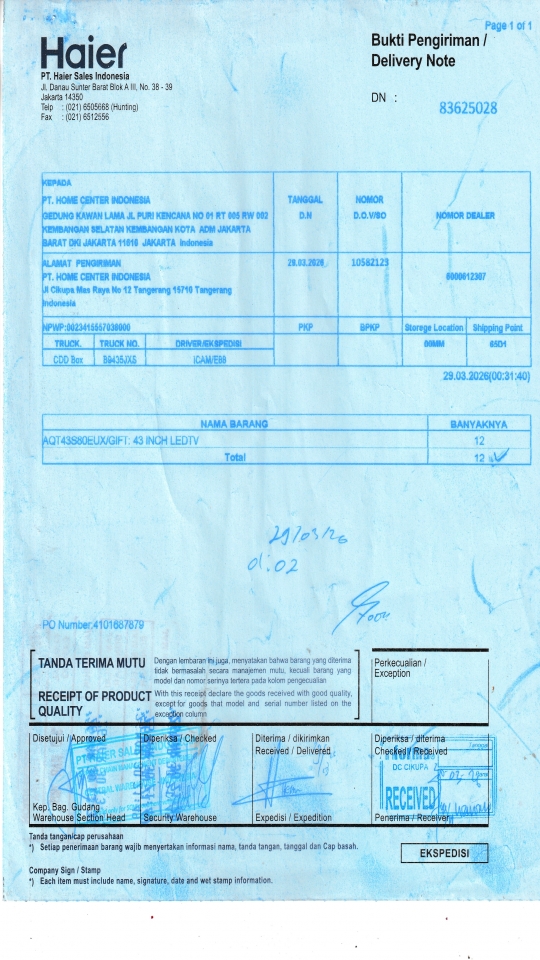 Page 1 of 1
Haier
PT. Haier Sales Indonesia
Jl, Danau Sunter Barat Blok A III, No. 38 - 39
Jakarta 14350
Telp : (021) 6505668 (Hunting)
Fax : (021) 6512556
Bukti Pengiriman /
Delivery Note
DN :
83625028
KEPADA
PT. HOME CENTER INDONESIA
GEDUNG KAWAN LAMA JL PURI KENCANA NO 01 RT 005 RW 002
KEMBANGAN SELATAN KEMBANGAN KOTA ADM JAKARTA
BARAT DKI JAKARTA 11610 JAKARTA Indonesia
TANGGAL
D.N
NOMOR
D.O.V/SO
NOMOR DEALER
ALAMAT PENGIRIMAN
PT. HOME CENTER INDONESIA
Jl Cikupa Mas Raya No 12 Tangerang 15710 Tangerang
Indonesia
29.03.2026
10582123
6000612307
NPWP:0023415557038000
PKP
BPKP
Storege Location
Shipping Point
TRUCK.
TRUCK NO.
DRIVER/EKSPEDISI
65D1
CDD Box
B9435JXS
29.03.2026(00:31:40)
NAMA BARANG
BANYAKNYA
AQT43S80EUX/GIFT: 43 INCH LEDTV
12
Total
12
29/03/26
01.02
PO Number:4101687879
TANDA TERIMA MUTU
Dengan lembaran ini juga, menyatakan bahwa barang yang diterima
tidak bermasalah secara manajemen mutu, kecuali barang yang
model dan nomor serinya tertera pada kolom pengecualian
RECEIPT OF PRODUCT
QUALITY
With this receipt declare the goods received with good quality,
except for goods that model and serial number listed on the
exception column
Perkecualian /
Exception
Disetujui / Approved
Diperiksa / Checked
Diterima / dikirimkan
Received / Delivered
Diperiksa / diterima
Checked / Received
PT HAIER SALES
DC CIKUPA
RECEIVED
Kep. Bag. Gudang
Warehouse Section Head
Security Warehouse
Expedisi / Expedition
Penerima / Receiver
Tanda tangan/cap perusahaan
*) Setiap penerimaan barang wajib menyertakan informasi nama, tanda tangan, tanggal dan Cap basah.
EKSPEDISI
Company Sign / Stamp
*) Each item must include name, signature, date and wet stamp information.